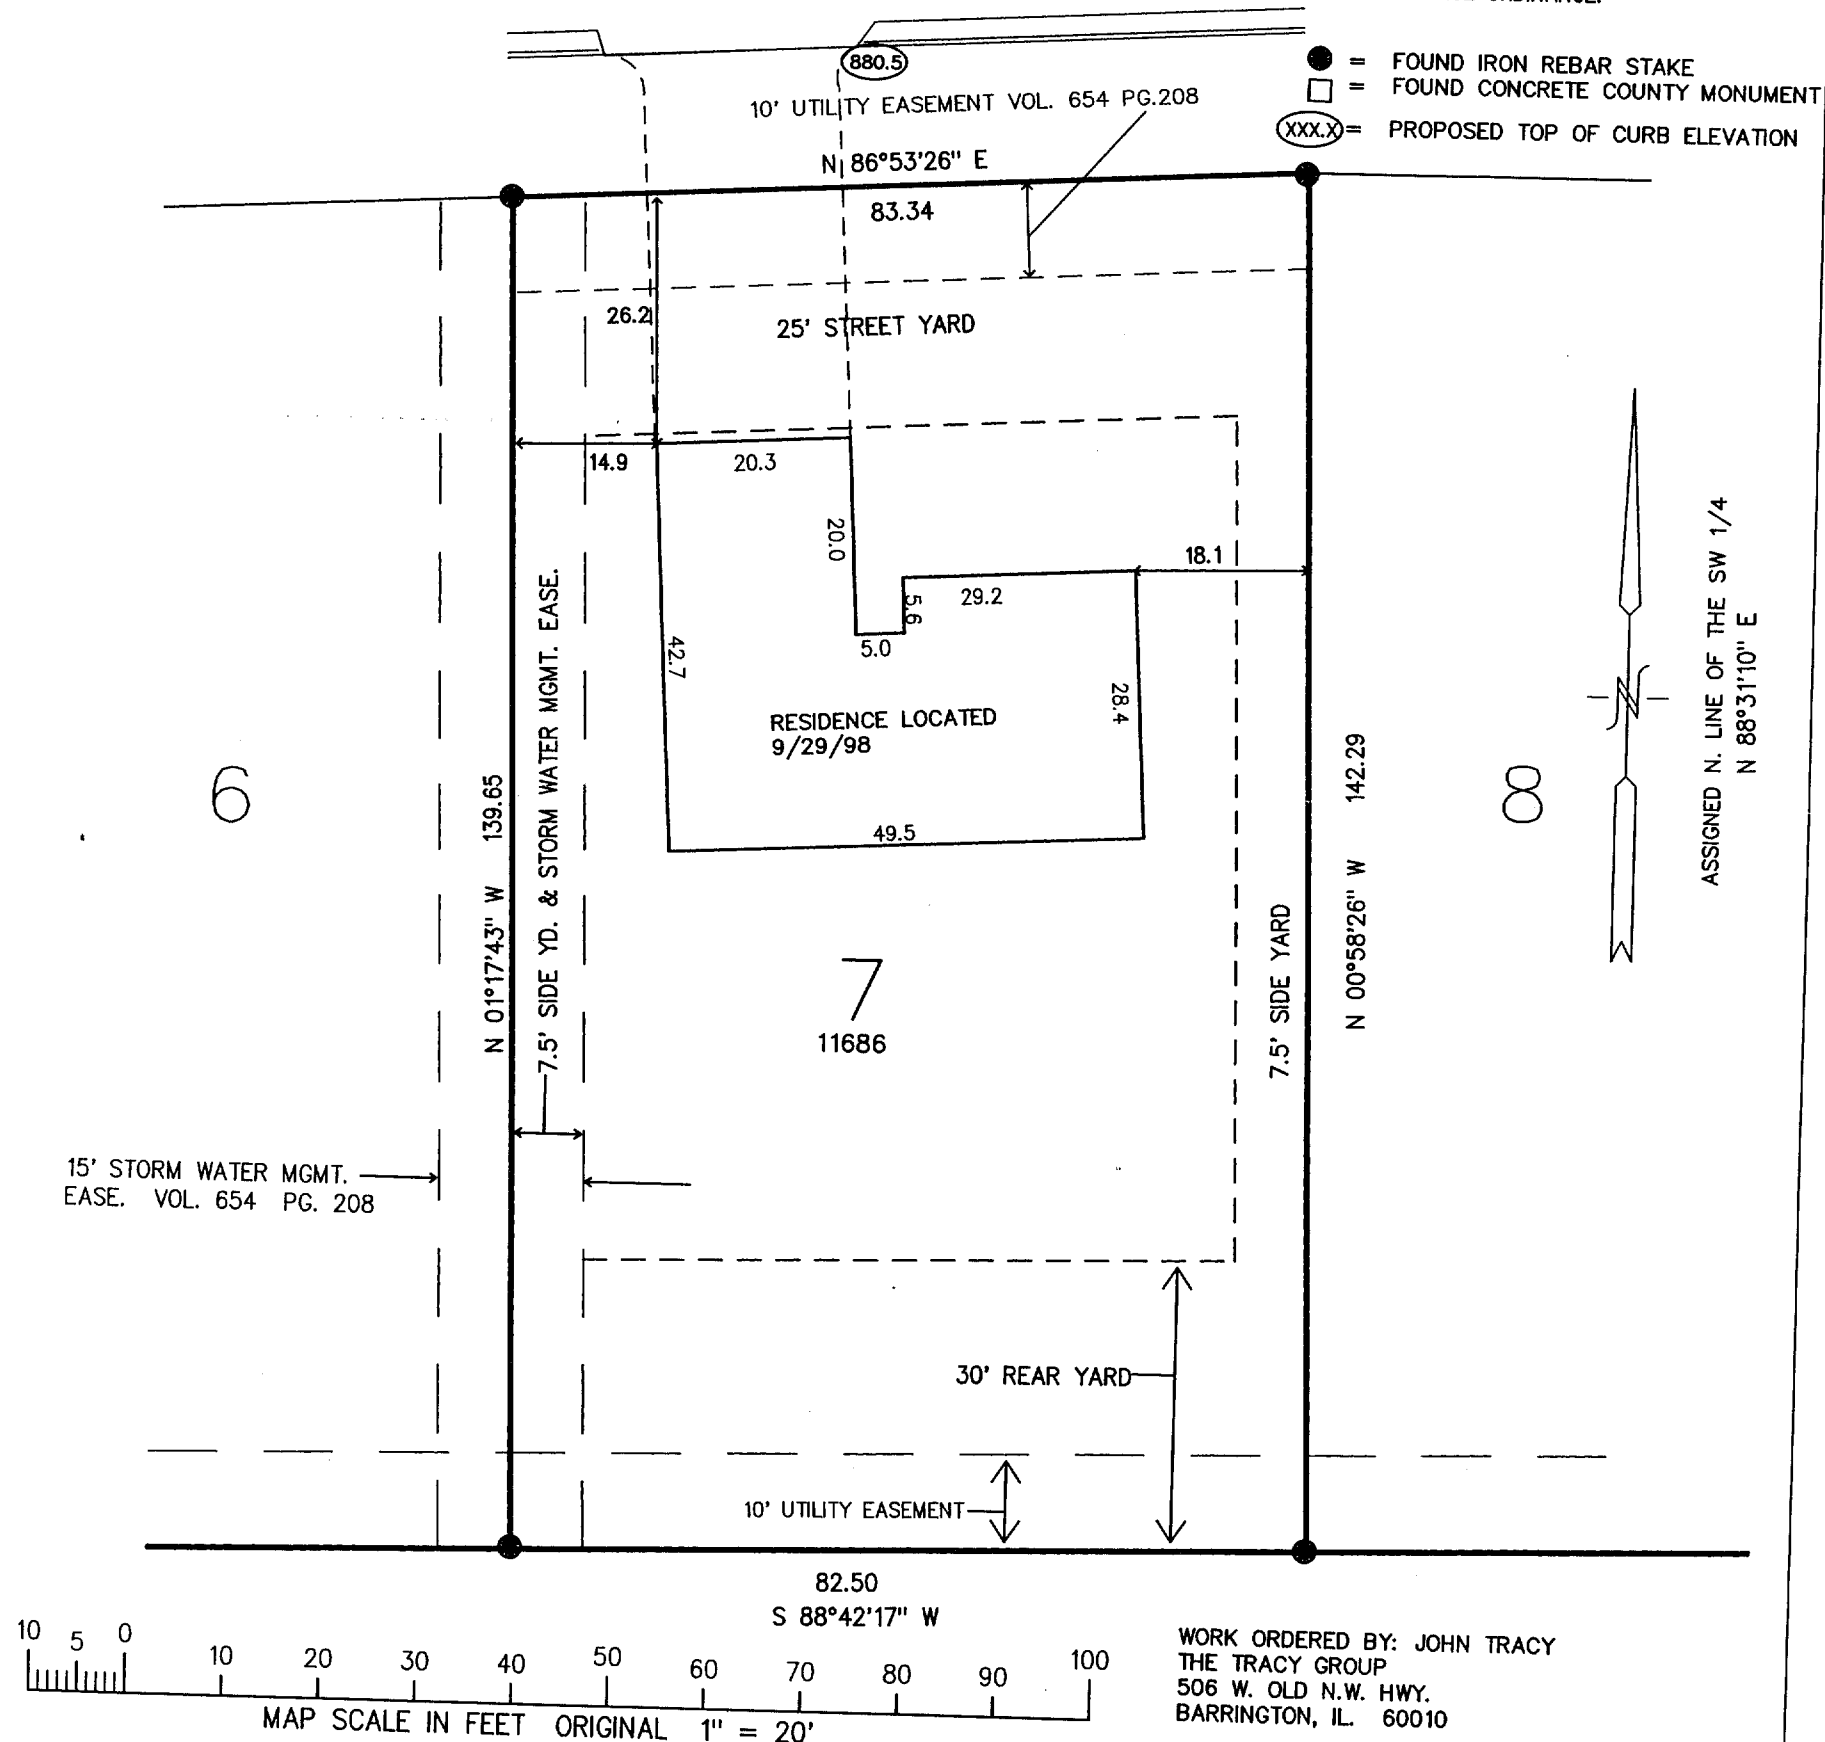 = FOUND IRON REBAR STAKE
= FOUND CONCRETE COUNTY MONUMENT
XXX.X = PROPOSED TOP OF CURB ELEVATION
880.5
10' UTILITY EASEMENT VOL. 654 PG.208
N 86°53'26" E
83.34
26.2
25' STREET YARD
14.9
20.3
20.0
18.1
29.2
5.6
5.0
42.7
28.4
RESIDENCE LOCATED
9/29/98
49.5
6
7
11686
8
N 01°17'43" W 139.65
7.5' SIDE YD. & STORM WATER MGMT. EASE.
7.5' SIDE YARD
N 00°58'26" W 142.29
ASSIGNED N. LINE OF THE SW 1/4
N 88°31'10" E
N
15' STORM WATER MGMT.
EASE. VOL. 654 PG. 208
30' REAR YARD
10' UTILITY EASEMENT
82.50
S 88°42'17" W
10 5 0 10 20 30 40 50 60 70 80 90 100
MAP SCALE IN FEET ORIGINAL 1" = 20'
WORK ORDERED BY: JOHN TRACY
THE TRACY GROUP
506 W. OLD N.W. HWY.
BARRINGTON, IL. 60010